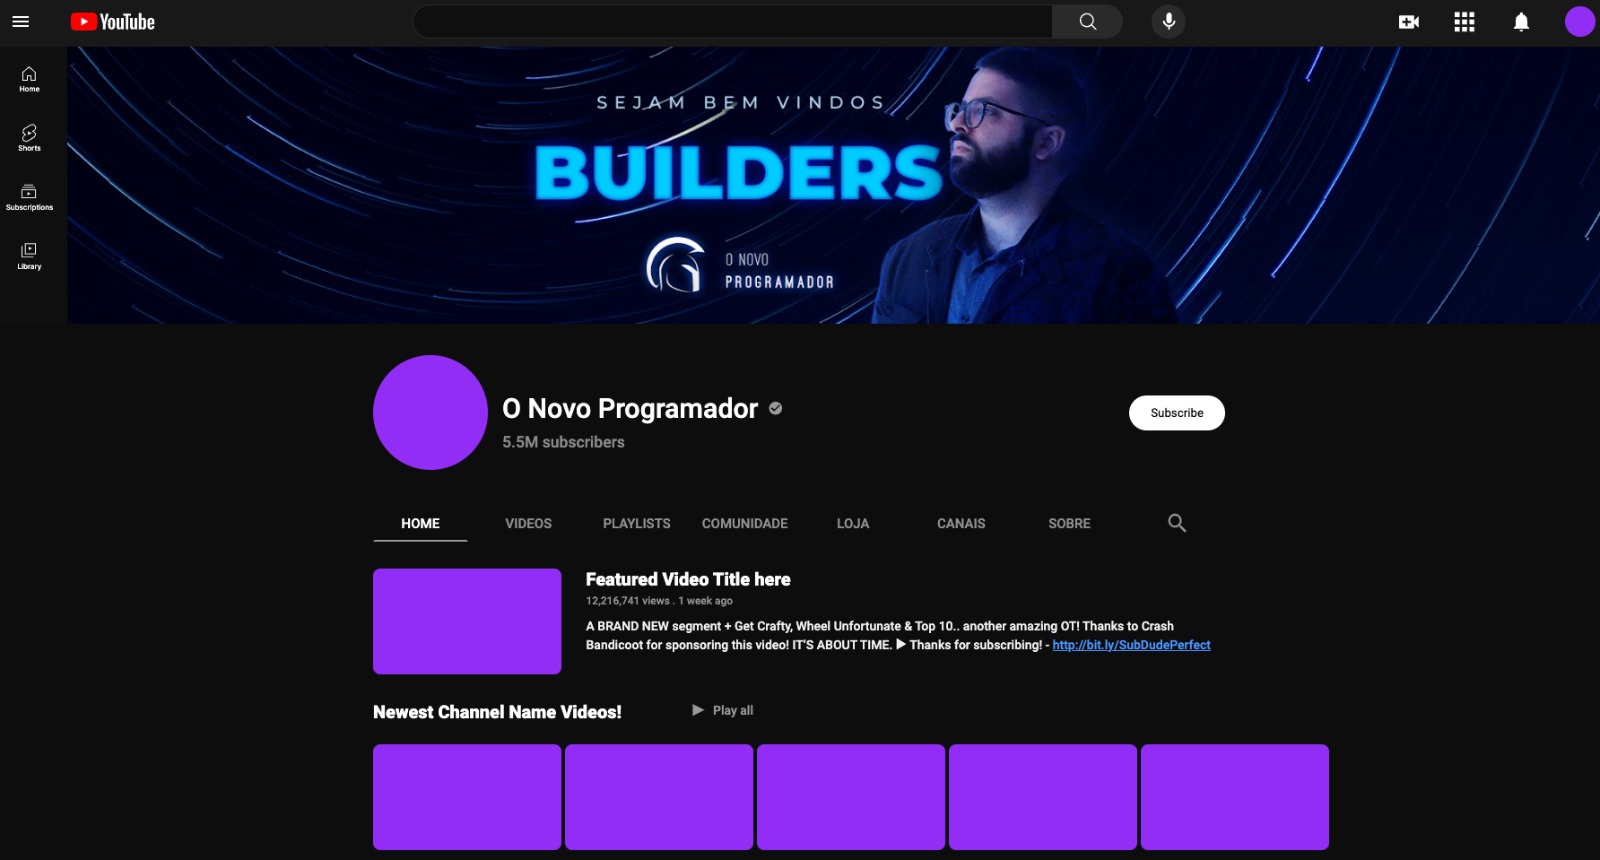 YouTube
Home
Shorts
Subscriptions
Library
SEJAM BEM VINDOS
BUILDERS
O NOVO
PROGRAMADOR
O Novo Programador
5.5M subscribers
Subscribe
HOME VIDEOS PLAYLISTS COMUNIDADE LOJA CANAIS SOBRE
Featured Video Title here
12,216,741 views . 1 week ago
A BRAND NEW segment + Get Crafty, Wheel Unfortunate & Top 10.. another amazing OT! Thanks to Crash
Bandicoot for sponsoring this video! IT'S ABOUT TIME. ▶ Thanks for subscribing! - http://bit.ly/SubDudePerfect
Newest Channel Name Videos!
Play all